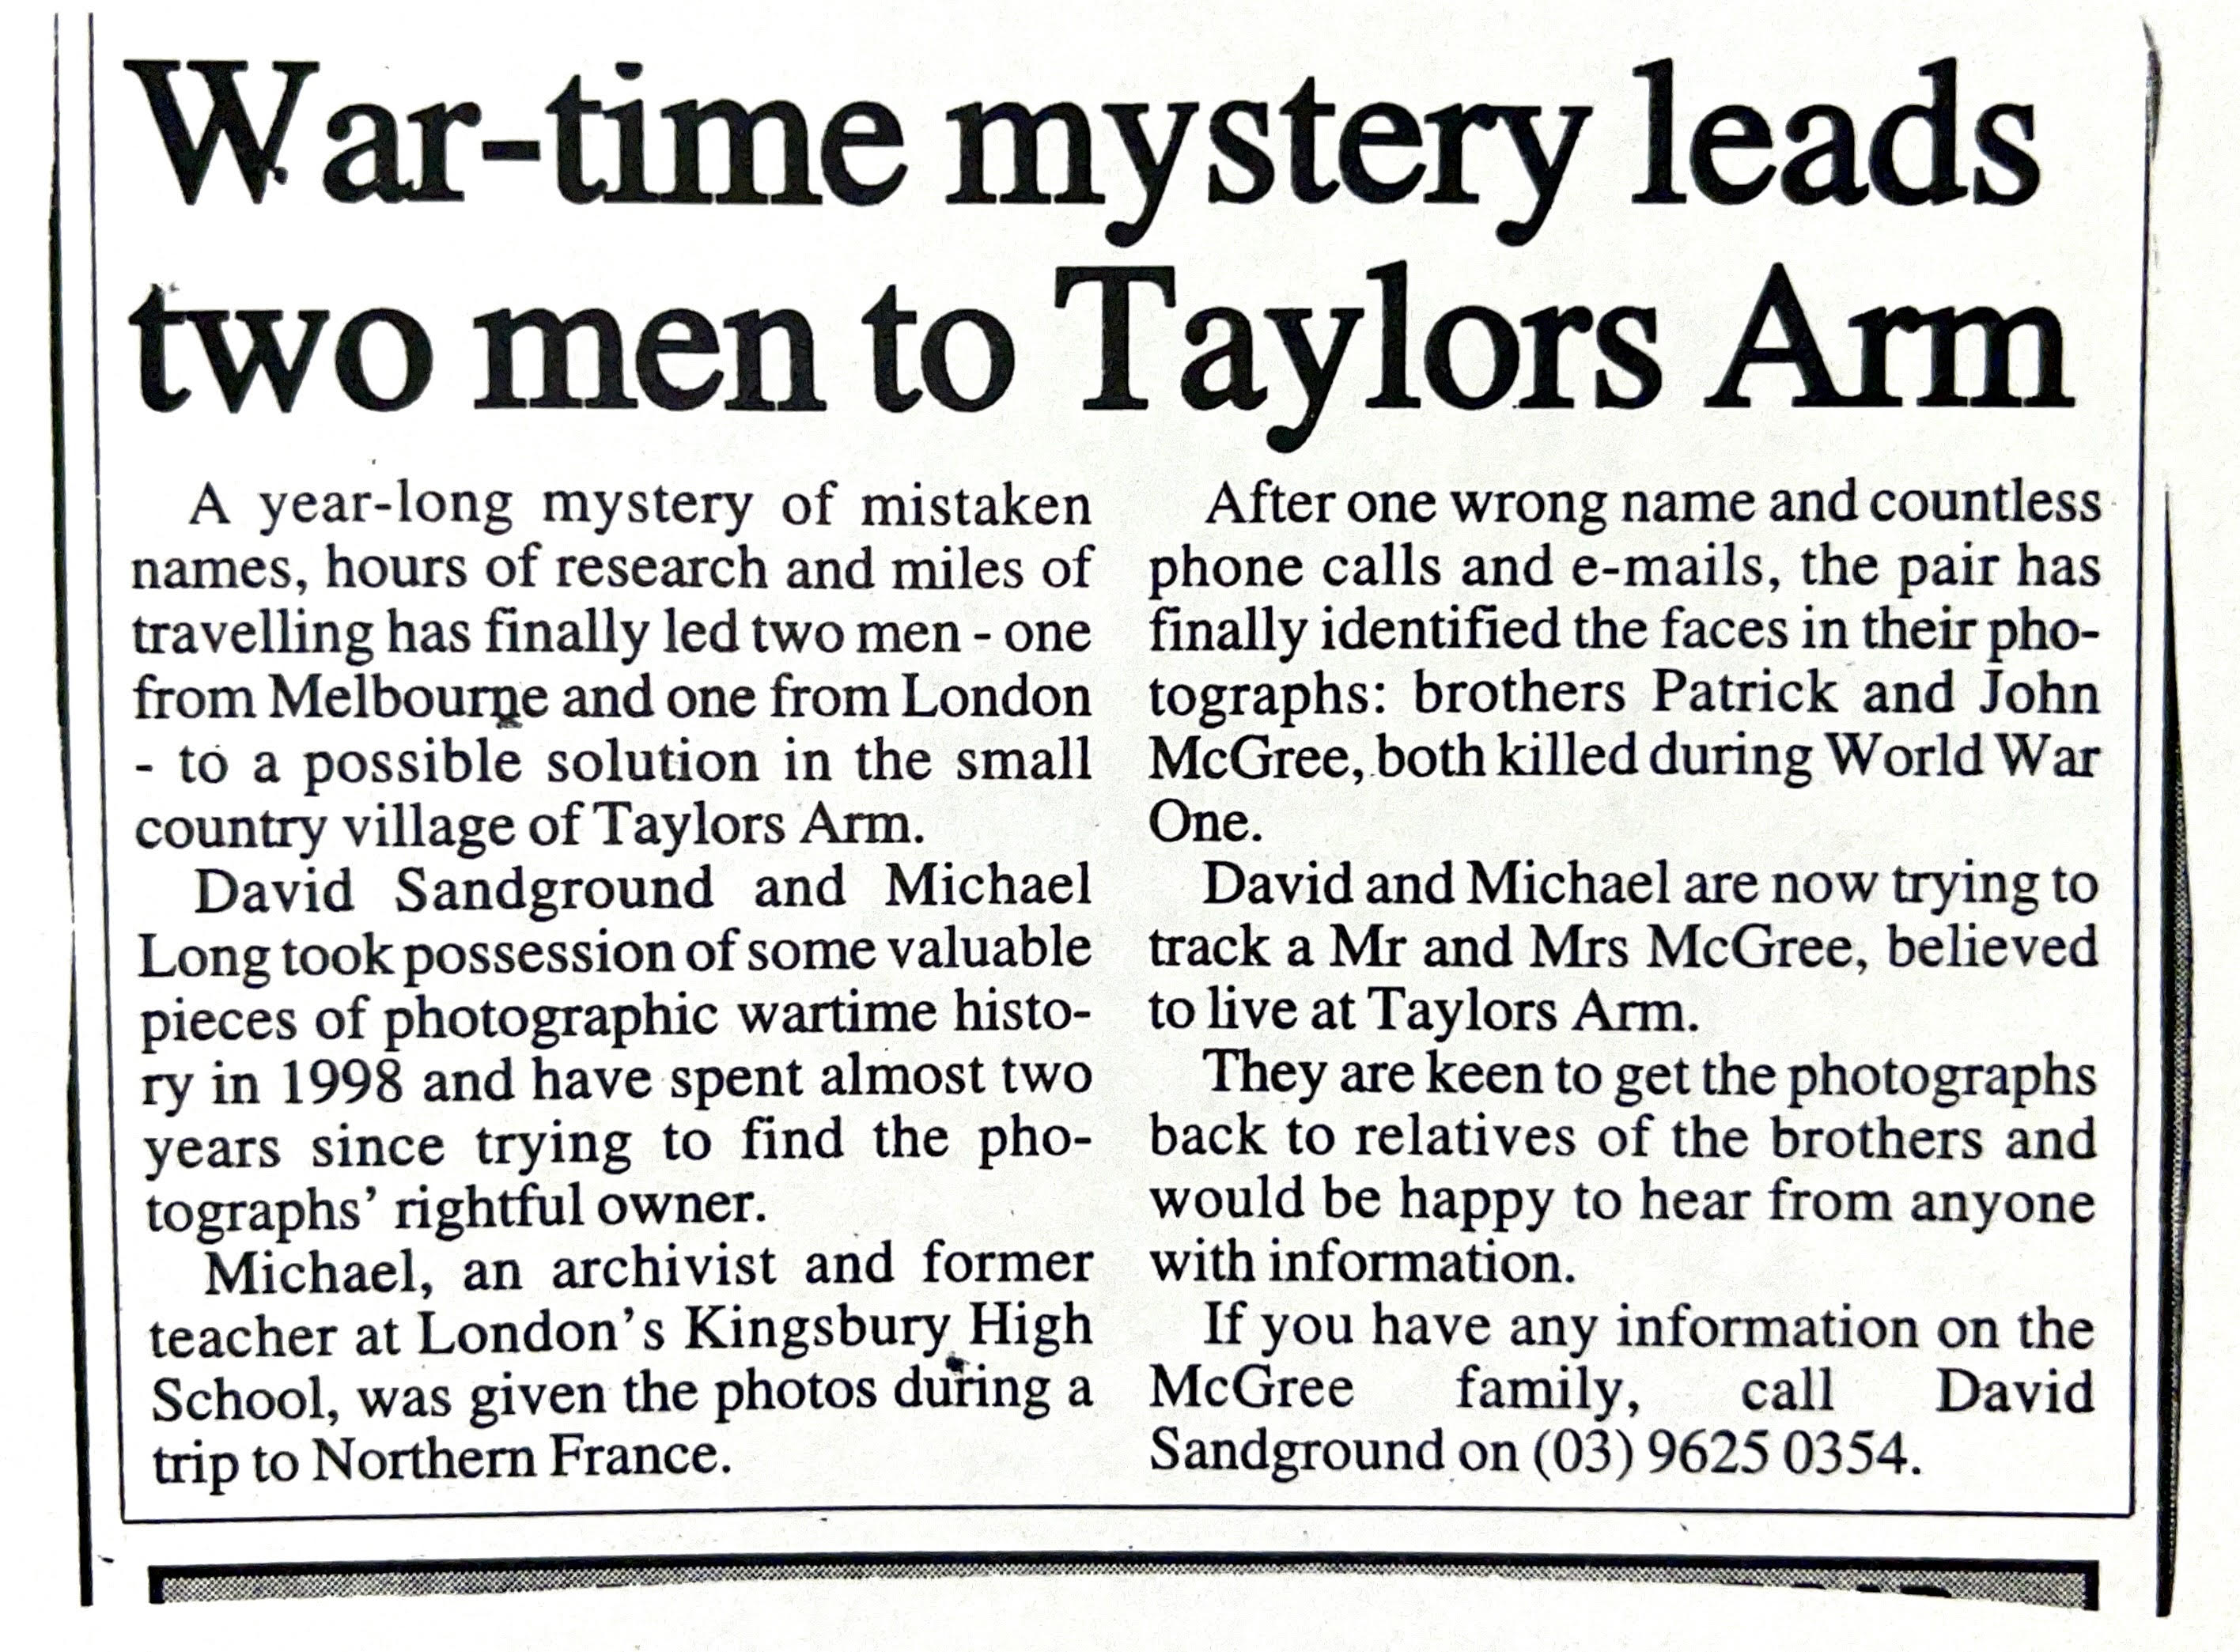 War-time mystery leads
two men to Taylors Arm
A year-long mystery of mistaken
names, hours of research and miles of
travelling has finally led two men - one
from Melbourne and one from London
- to a possible solution in the small
country village of Taylors Arm.
David Sandground and Michael
Long took possession of some valuable
pieces of photographic wartime histo-
ry in 1998 and have spent almost two
years since trying to find the pho-
tographs' rightful owner.
Michael, an archivist and former
teacher at London's Kingsbury High
School, was given the photos during a
trip to Northern France.
After one wrong name and countless
phone calls and e-mails, the pair has
finally identified the faces in their pho-
tographs: brothers Patrick and John
McGree, both killed during World War
One.
David and Michael are now trying to
track a Mr and Mrs McGree, believed
to live at Taylors Arm.
They are keen to get the photographs
back to relatives of the brothers and
would be happy to hear from anyone
with information.
If you have any information on the
McGree family, call David
Sandground on (03) 9625 0354.